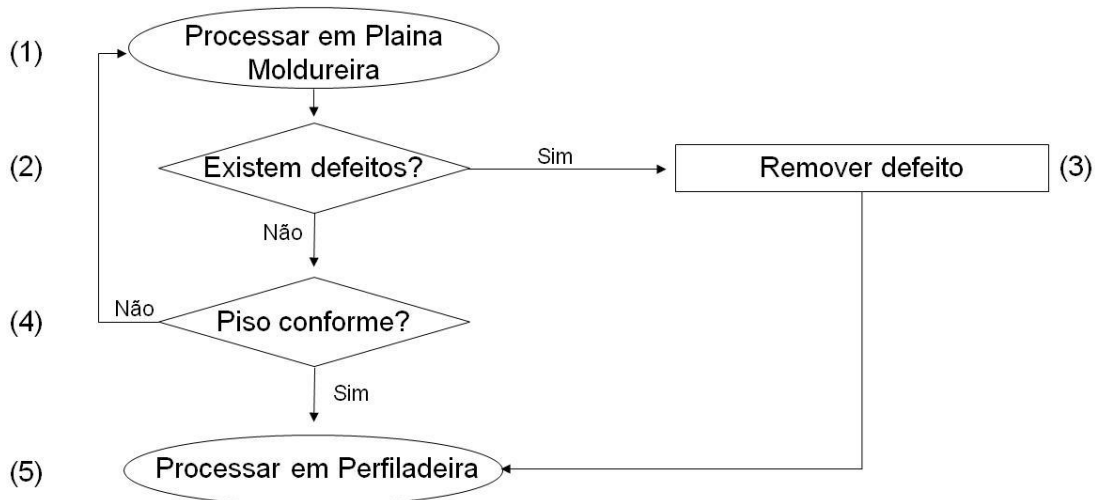 (1)
Processar em Plaina
Moldureira
(2)
Existem defeitos?
Sim
Remover defeito
(3)
Não
(4)
Não
Piso conforme?
Sim
(5)
Processar em Perfiladeira